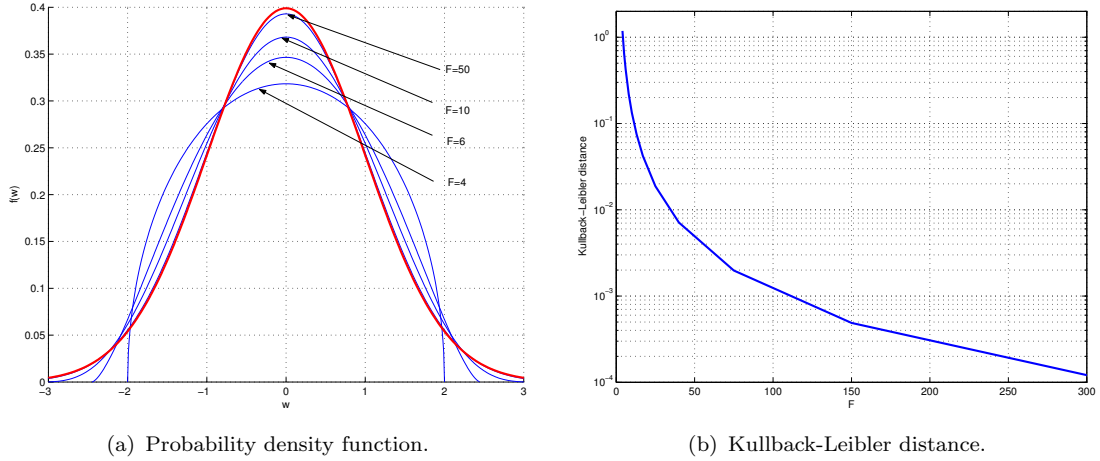 0.4
0.35
0.3
0.25
0.2
0.15
0.1
0.05
0
f(w)
F=50
F=10
F=6
F=4
−3 −2 −1 0 1 2 3
w
(a) Probability density function.
10^0
10^−1
10^−2
10^−3
10^−4
Kullback−Leibler distance
0 50 100 150 200 250 300
F
(b) Kullback-Leibler distance.